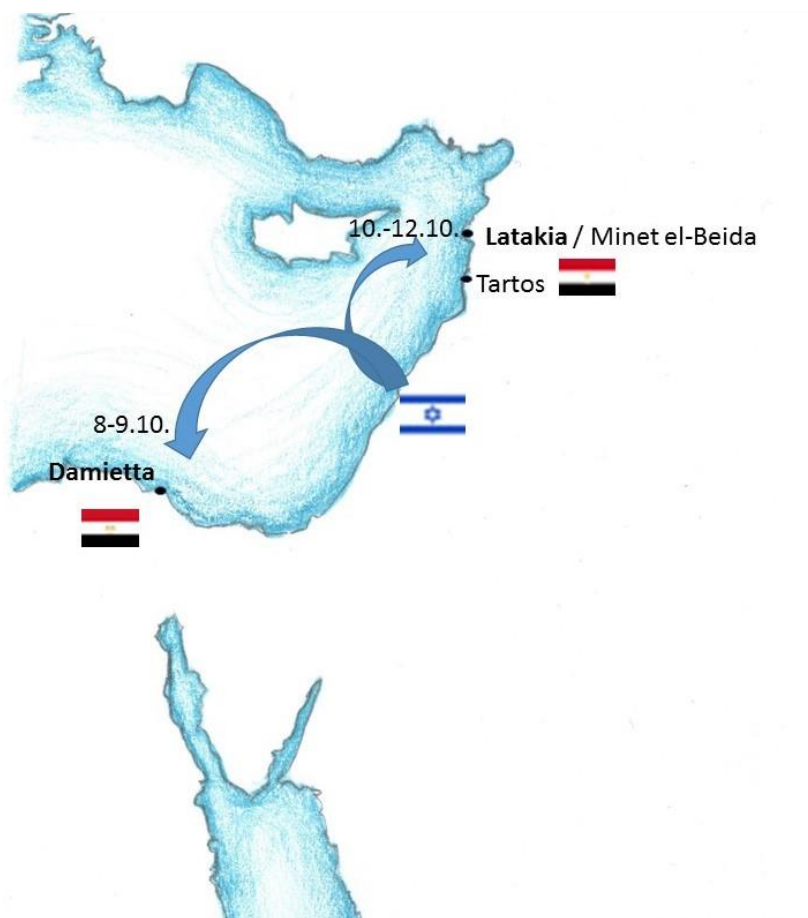 10.-12.10.
Latakia / Minet el-Beida
Tartos
8-9.10.
Damietta